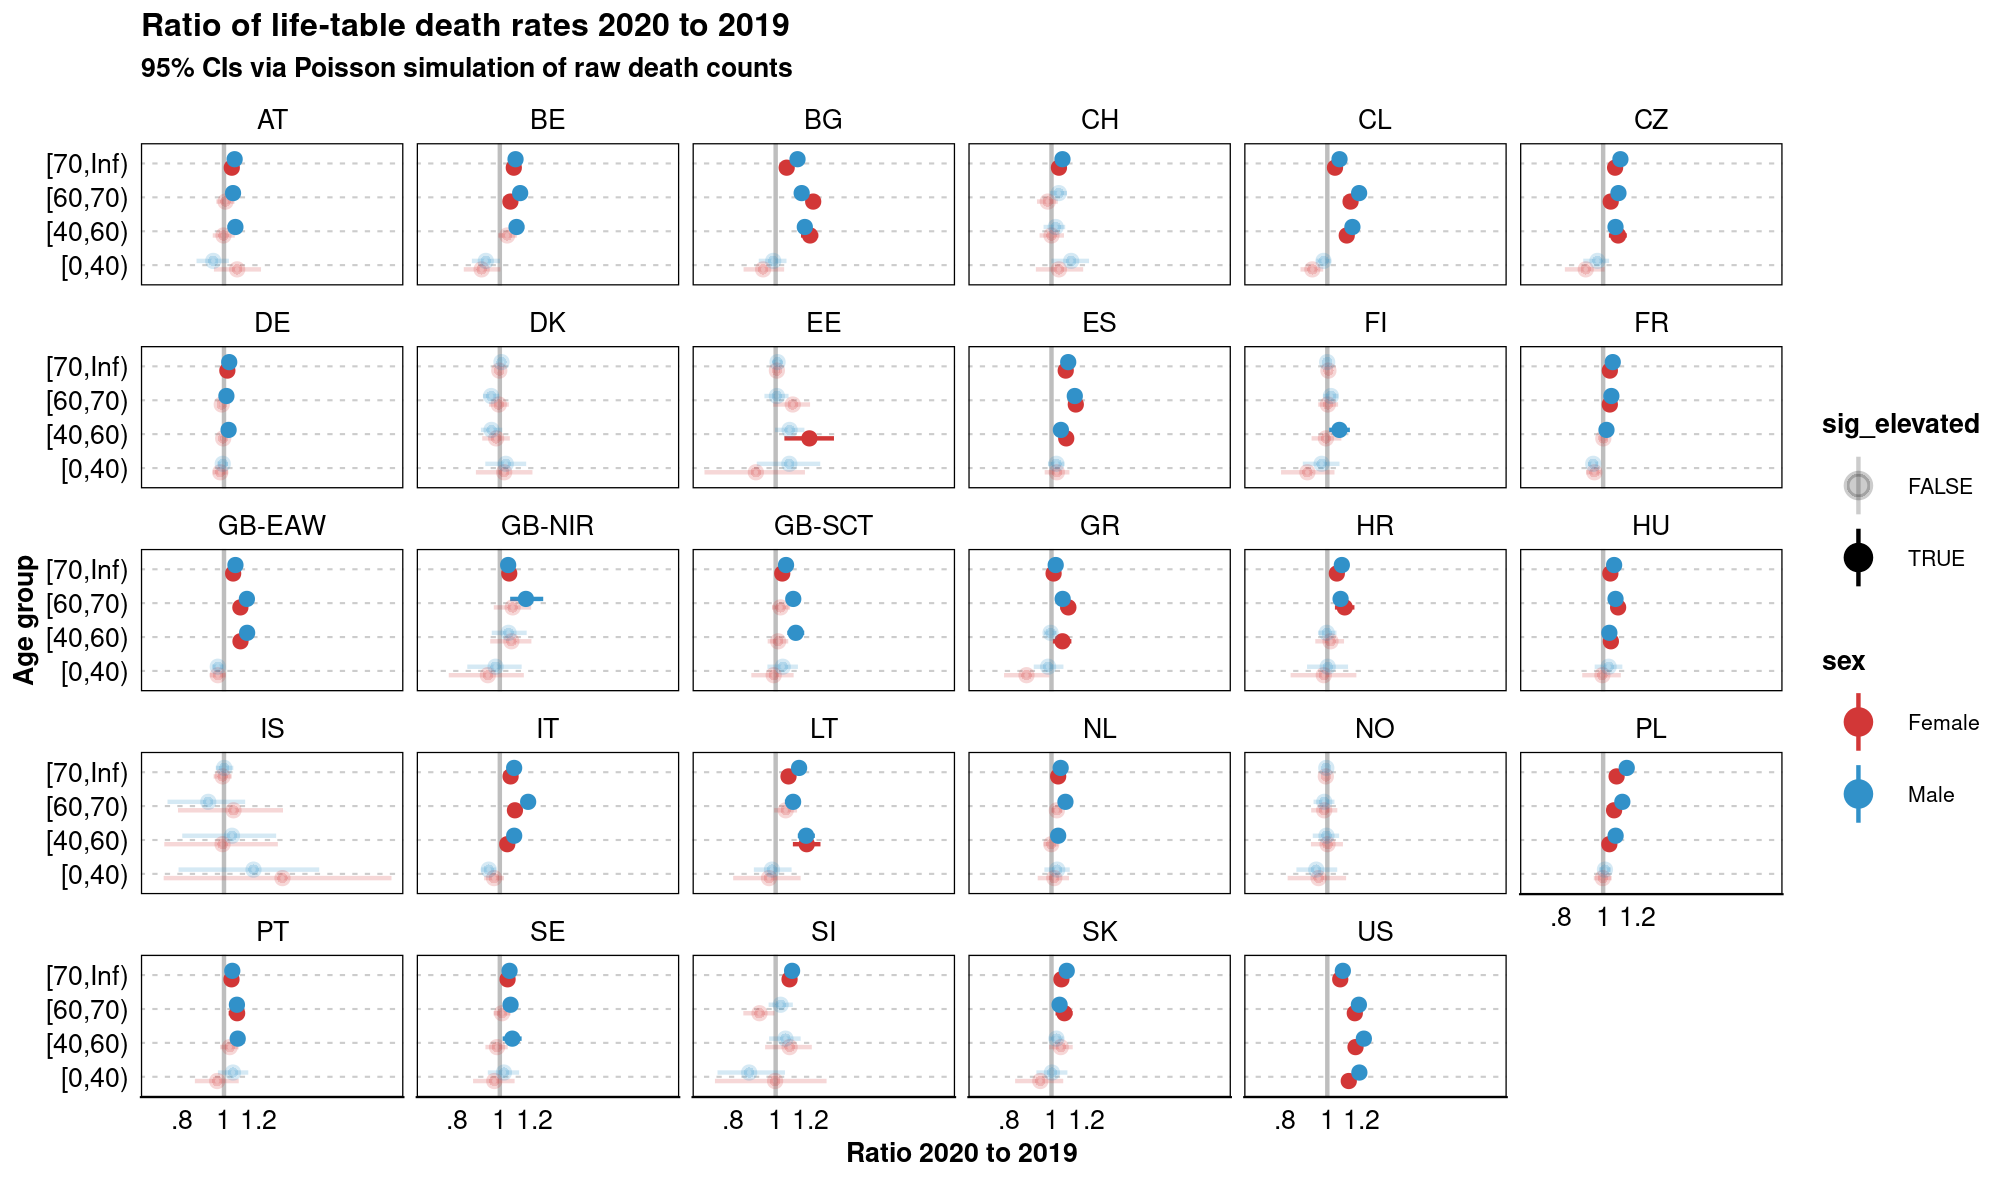 Ratio of life-table death rates 2020 to 2019
95% CIs via Poisson simulation of raw death counts
AT BE BG CH CL CZ
[70,Inf)
[60,70)
[40,60)
[0,40)
DE DK EE ES FI FR
[70,Inf)
[60,70)
[40,60)
[0,40)
GB-EAW GB-NIR GB-SCT GR HR HU
[70,Inf)
[60,70)
[40,60)
[0,40)
IS IT LT NL NO PL
[70,Inf)
[60,70)
[40,60)
[0,40)
.8 1 1.2
PT SE SI SK US
[70,Inf)
[60,70)
[40,60)
[0,40)
.8 1 1.2 .8 1 1.2 .8 1 1.2 .8 1 1.2 .8 1 1.2
Ratio 2020 to 2019
Age group
sig_elevated
FALSE
TRUE
sex
Female
Male